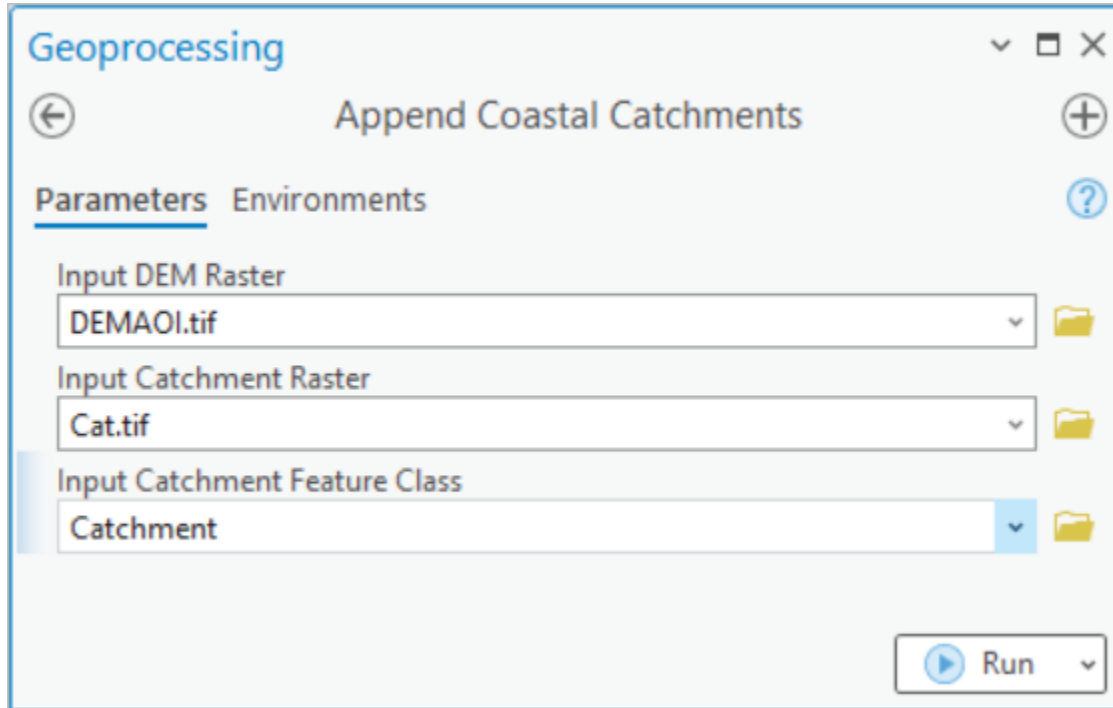 Geoprocessing
Append Coastal Catchments
Parameters Environments
Input DEM Raster
DEMAOI.tif
Input Catchment Raster
Cat.tif
Input Catchment Feature Class
Catchment
Run